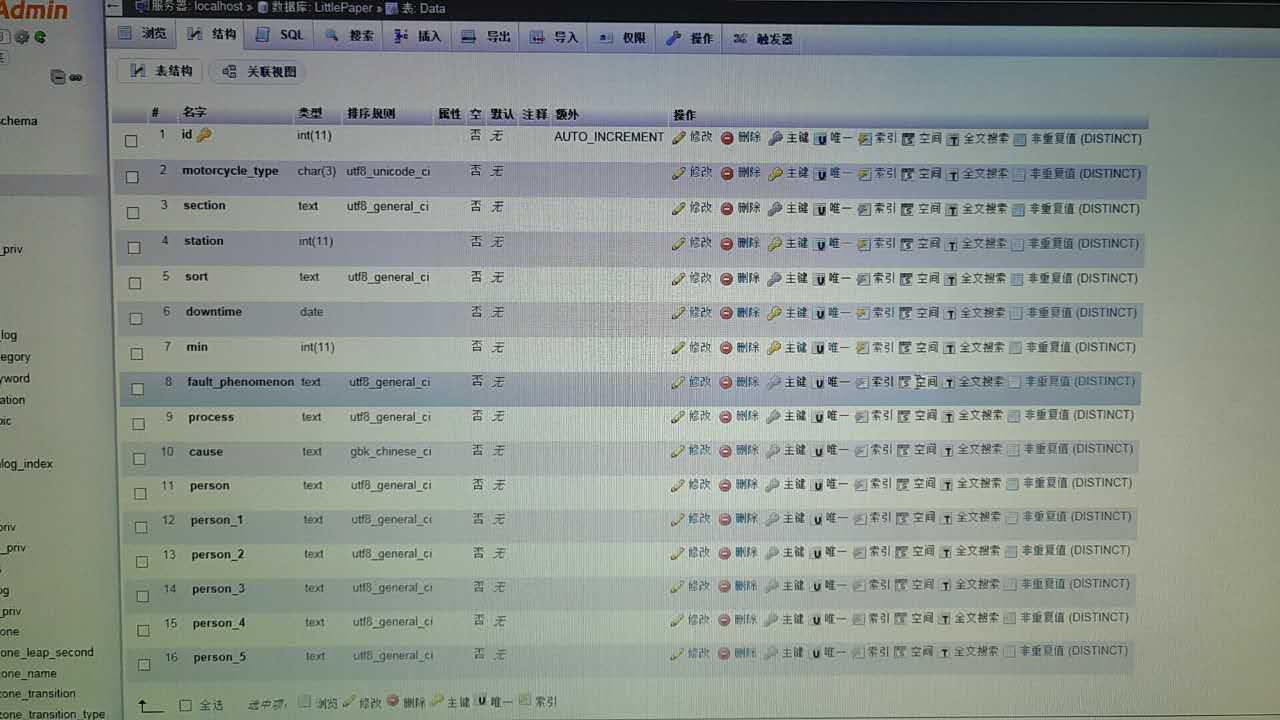 Admin
服务器: localhost » 数据库: LittlePaper » 表: Data
浏览 结构 SQL 搜索 插入 导出 导入 权限 操作 触发器
表结构 关联视图
# 名字 类型 排序规则 属性 空 默认 注释 额外 操作
1 id int(11) 否 无 AUTO_INCREMENT 修改 删除 主键 唯一 索引 空间 全文搜索 非重复值 (DISTINCT)
2 motorcycle_type char(3) utf8_unicode_ci 否 无 修改 删除 主键 唯一 索引 空间 全文搜索 非重复值 (DISTINCT)
3 section text utf8_general_ci 否 无 修改 删除 主键 唯一 索引 空间 全文搜索 非重复值 (DISTINCT)
4 station int(11) 否 无 修改 删除 主键 唯一 索引 空间 全文搜索 非重复值 (DISTINCT)
5 sort text utf8_general_ci 否 无 修改 删除 主键 唯一 索引 空间 全文搜索 非重复值 (DISTINCT)
6 downtime date 否 无 修改 删除 主键 唯一 索引 空间 全文搜索 非重复值 (DISTINCT)
7 min int(11) 否 无 修改 删除 主键 唯一 索引 空间 全文搜索 非重复值 (DISTINCT)
8 fault_phenomenon text utf8_general_ci 否 无 修改 删除 主键 唯一 索引 空间 全文搜索 非重复值 (DISTINCT)
9 process text utf8_general_ci 否 无 修改 删除 主键 唯一 索引 空间 全文搜索 非重复值 (DISTINCT)
10 cause text gbk_chinese_ci 否 无 修改 删除 主键 唯一 索引 空间 全文搜索 非重复值 (DISTINCT)
11 person text utf8_general_ci 否 无 修改 删除 主键 唯一 索引 空间 全文搜索 非重复值 (DISTINCT)
12 person_1 text utf8_general_ci 否 无 修改 删除 主键 唯一 索引 空间 全文搜索 非重复值 (DISTINCT)
13 person_2 text utf8_general_ci 否 无 修改 删除 主键 唯一 索引 空间 全文搜索 非重复值 (DISTINCT)
14 person_3 text utf8_general_ci 否 无 修改 删除 主键 唯一 索引 空间 全文搜索 非重复值 (DISTINCT)
15 person_4 text utf8_general_ci 否 无 修改 删除 主键 唯一 索引 空间 全文搜索 非重复值 (DISTINCT)
16 person_5 text utf8_general_ci 否 无 修改 删除 主键 唯一 索引 空间 全文搜索 非重复值 (DISTINCT)
全选 选中项: 浏览 修改 删除 主键 唯一 索引
chema
_priv
log
egory
yword
ation
log_index
priv
_priv
_priv
one
one_leap_second
one_name
zone_transition
zone_transition_type